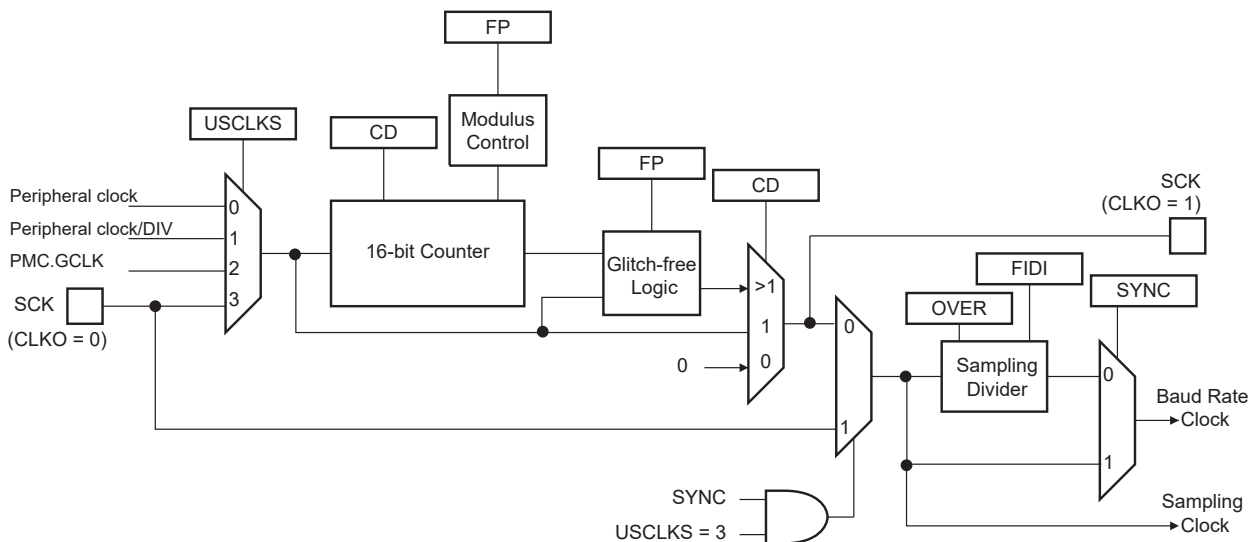 FP
USCLKS
CD
Modulus
Control
FP
CD
SCK
(CLKO = 1)
Peripheral clock
0
Peripheral clock/DIV
1
16-bit Counter
PMC.GCLK
2
Glitch-free
Logic
FIDI
SCK
3
>1
OVER
SYNC
(CLKO = 0)
1
0
0
0
Sampling
Divider
0
Baud Rate
Clock
1
1
SYNC
USCLKS = 3
Sampling
Clock